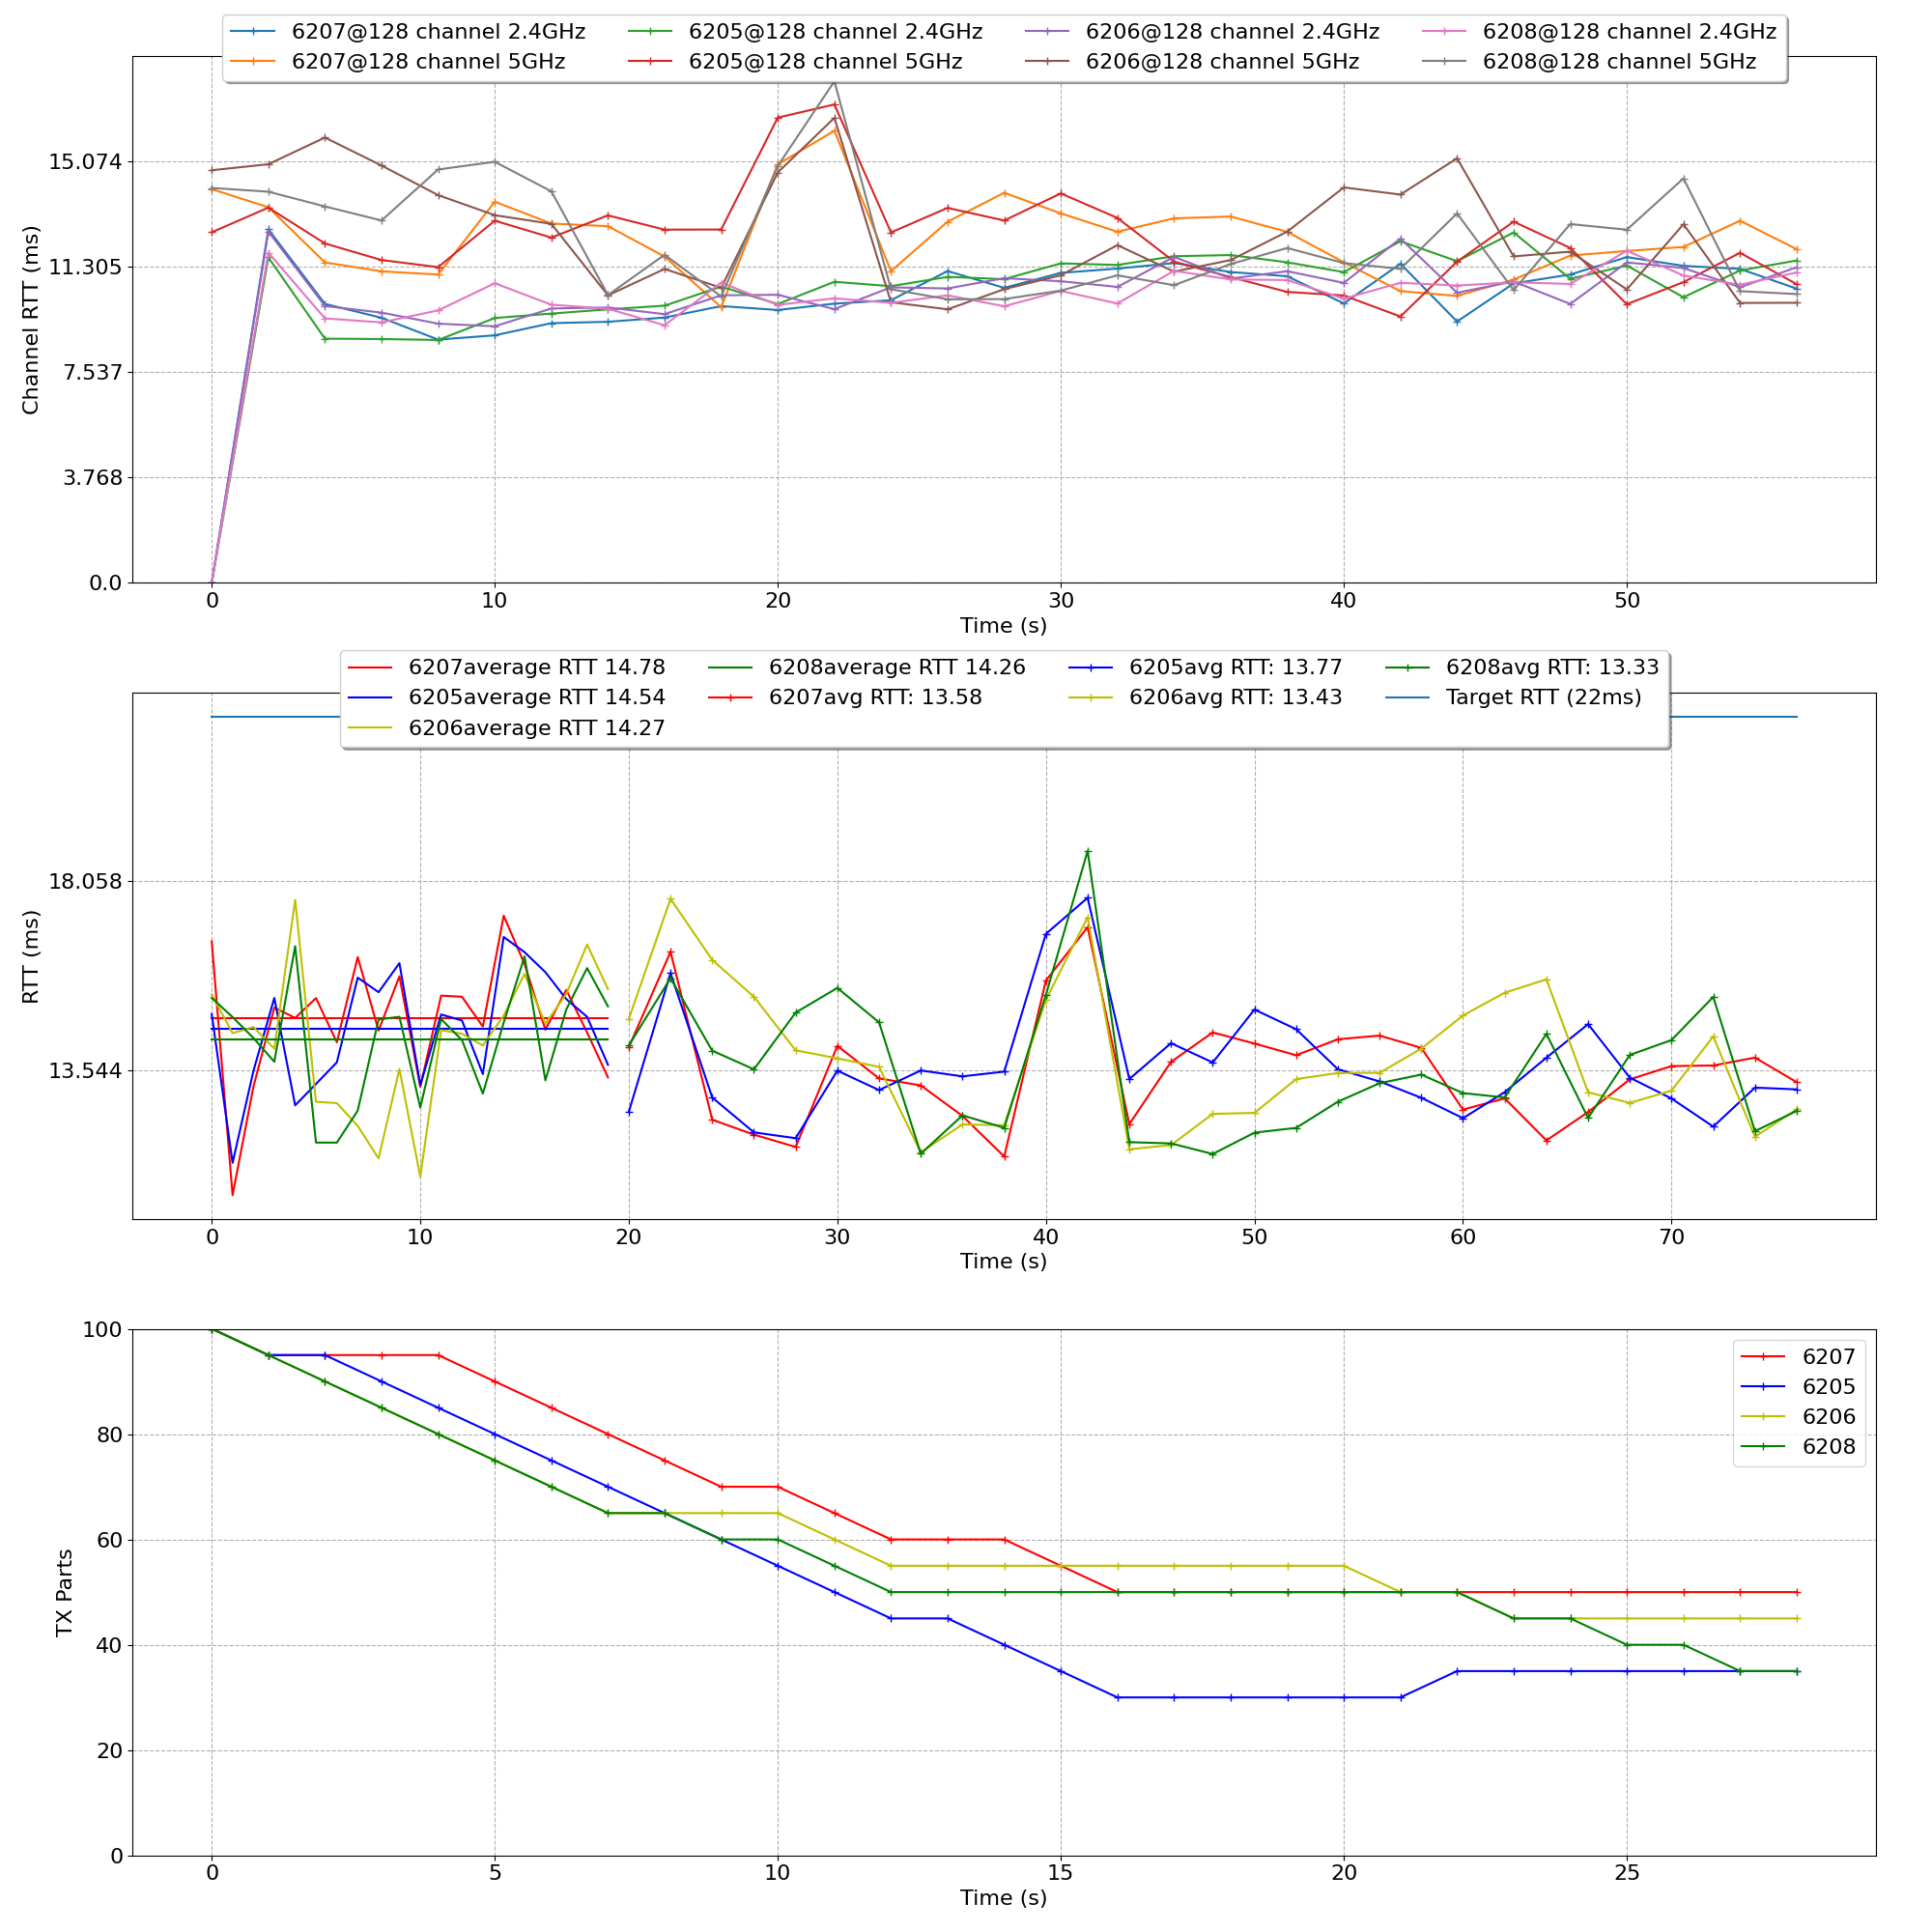 6207@128 channel 2.4GHz 6205@128 channel 2.4GHz 6206@128 channel 2.4GHz 6208@128 channel 2.4GHz
6207@128 channel 5GHz 6205@128 channel 5GHz 6206@128 channel 5GHz 6208@128 channel 5GHz
15.074
11.305
7.537
3.768
0.0
Channel RTT (ms)
0 10 20 30 40 50
Time (s)
6207average RTT 14.78 6208average RTT 14.26 6205avg RTT: 13.77 6208avg RTT: 13.33
6205average RTT 14.54 6207avg RTT: 13.58 6206avg RTT: 13.43 Target RTT (22ms)
6206average RTT 14.27
18.058
13.544
RTT (ms)
0 10 20 30 40 50 60 70
Time (s)
100
80
60
40
20
0
TX Parts
6207
6205
6206
6208
0 5 10 15 20 25
Time (s)